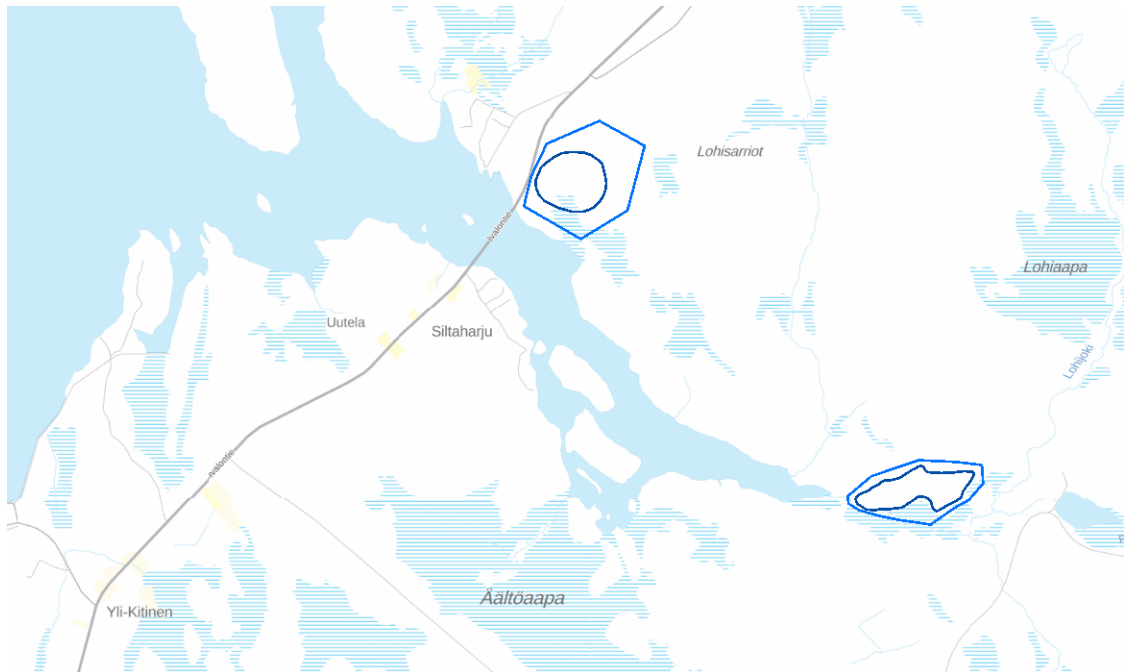 Lohisarriot
Ivalontie
Lohiaapa
Uutela
Siltaharju
Lohijoki
Ivalontie
Äältöaapa
Yli-Kitinen